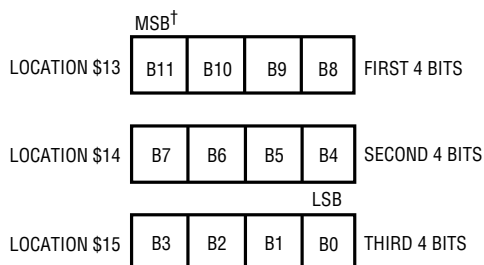 MSB†
LOCATION $13 B11 B10 B9 B8 FIRST 4 BITS
LOCATION $14 B7 B6 B5 B4 SECOND 4 BITS
LSB
LOCATION $15 B3 B2 B1 B0 THIRD 4 BITS